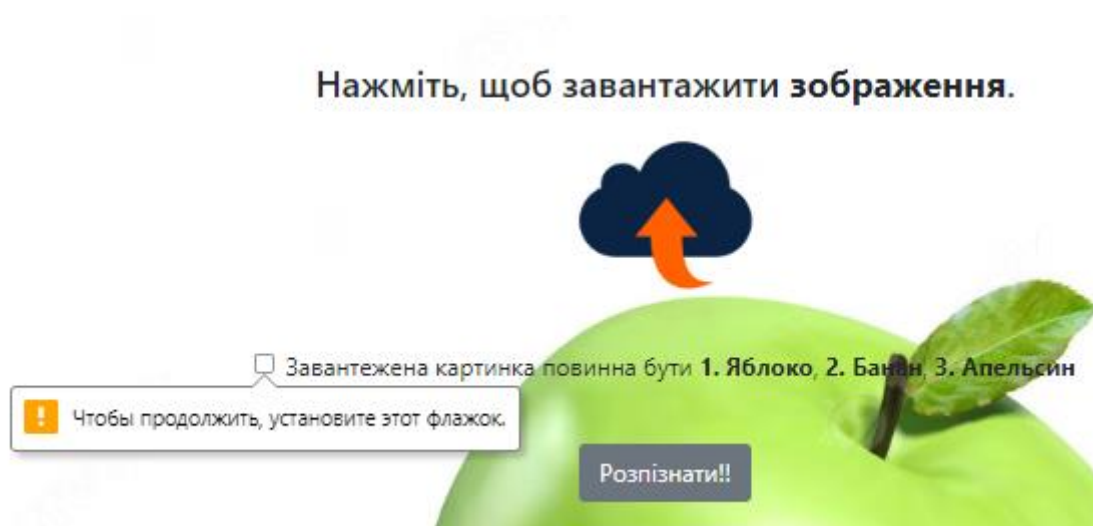 Нажміть, щоб завантажити зображення.
Завантежена картинка повинна бути 1. Яблоко, 2. Банан, 3. Апельсин
Чтобы продолжить, установите этот флажок.
Розпізнати!!